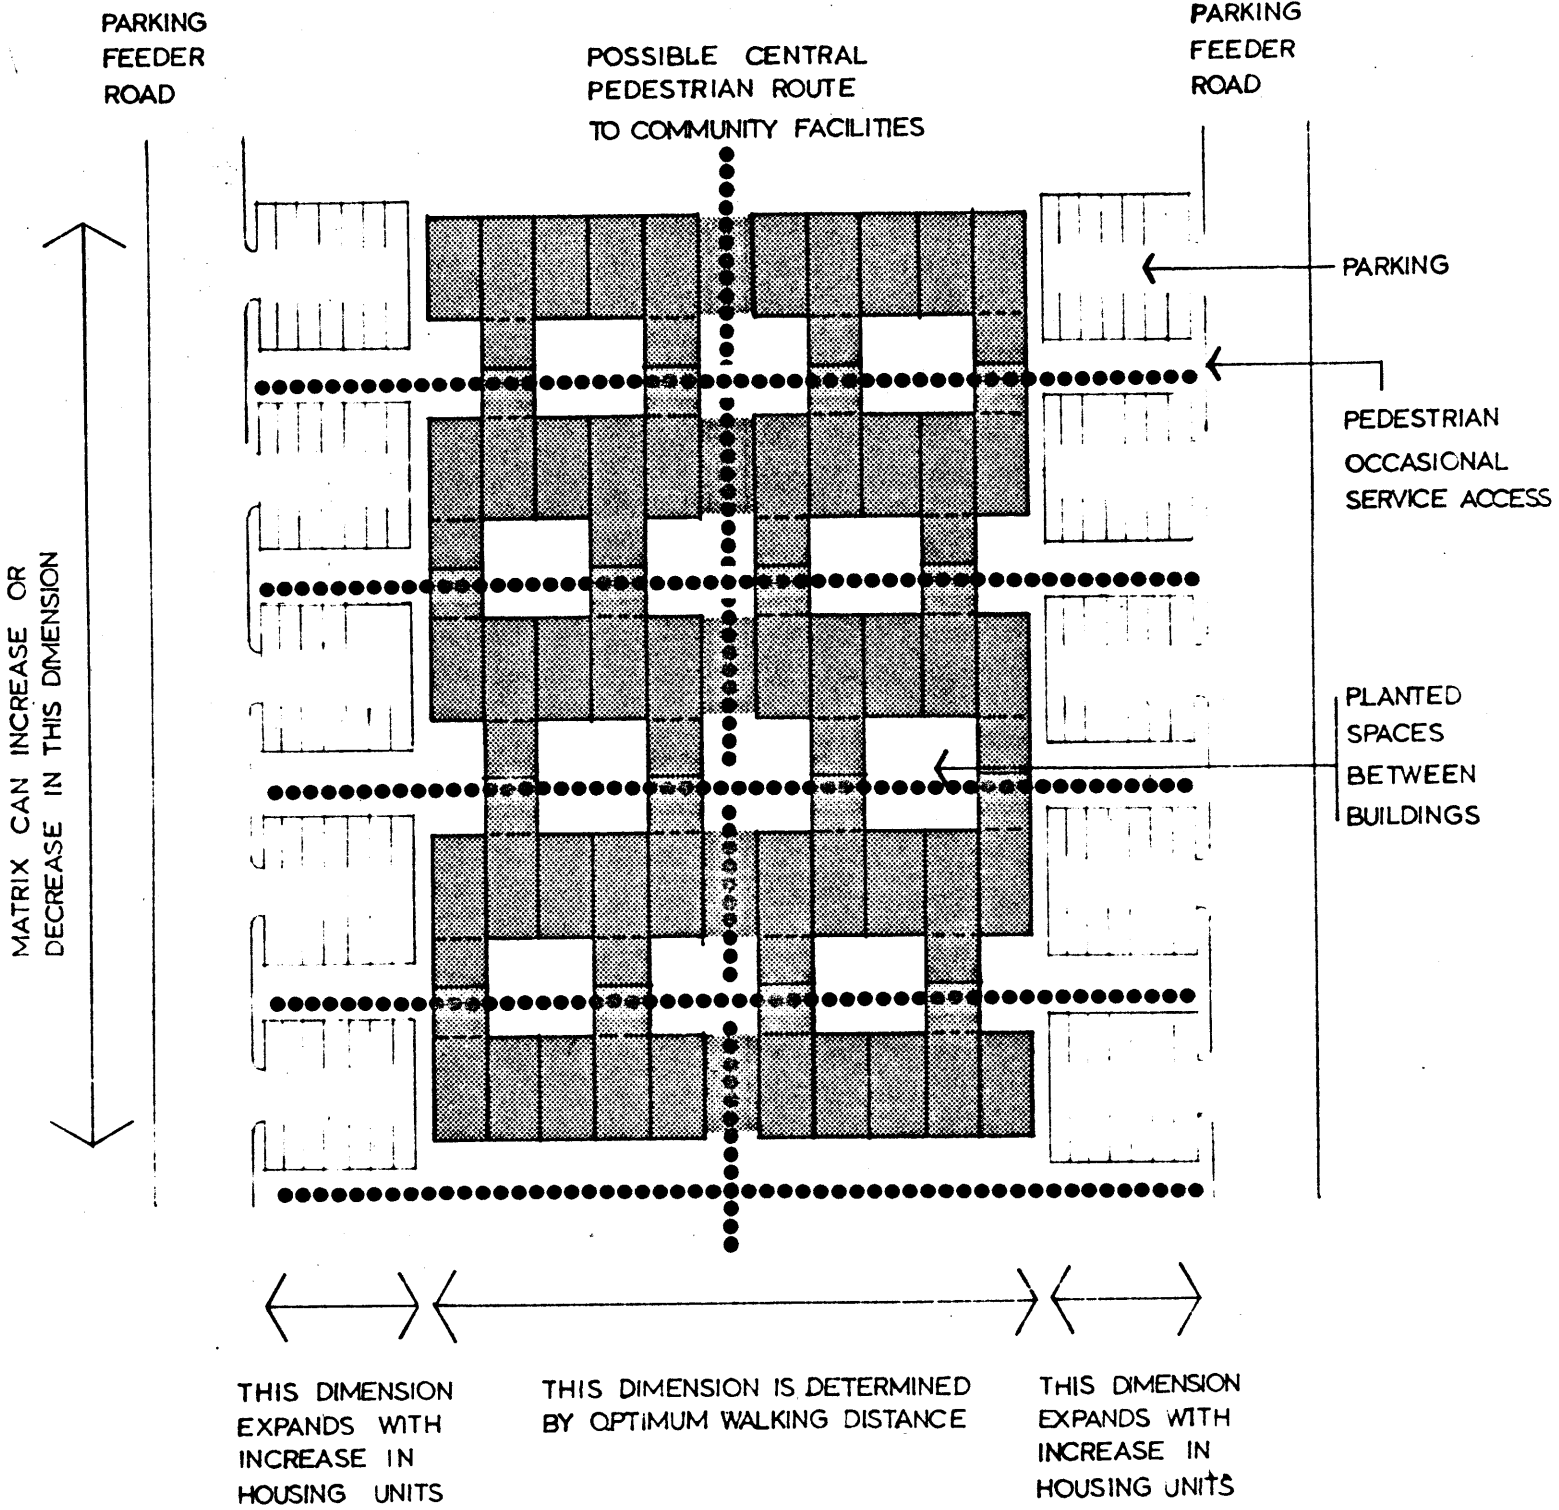 PARKING
FEEDER
ROAD
POSSIBLE CENTRAL
PEDESTRIAN ROUTE
TO COMMUNITY FACILITIES
PARKING
FEEDER
ROAD
PARKING
PEDESTRIAN
OCCASIONAL
SERVICE ACCESS
PLANTED
SPACES
BETWEEN
BUILDINGS
MATRIX CAN INCREASE OR
DECREASE IN THIS DIMENSION
THIS DIMENSION
EXPANDS WITH
INCREASE IN
HOUSING UNITS
THIS DIMENSION IS DETERMINED
BY OPTIMUM WALKING DISTANCE
THIS DIMENSION
EXPANDS WITH
INCREASE IN
HOUSING UNITS